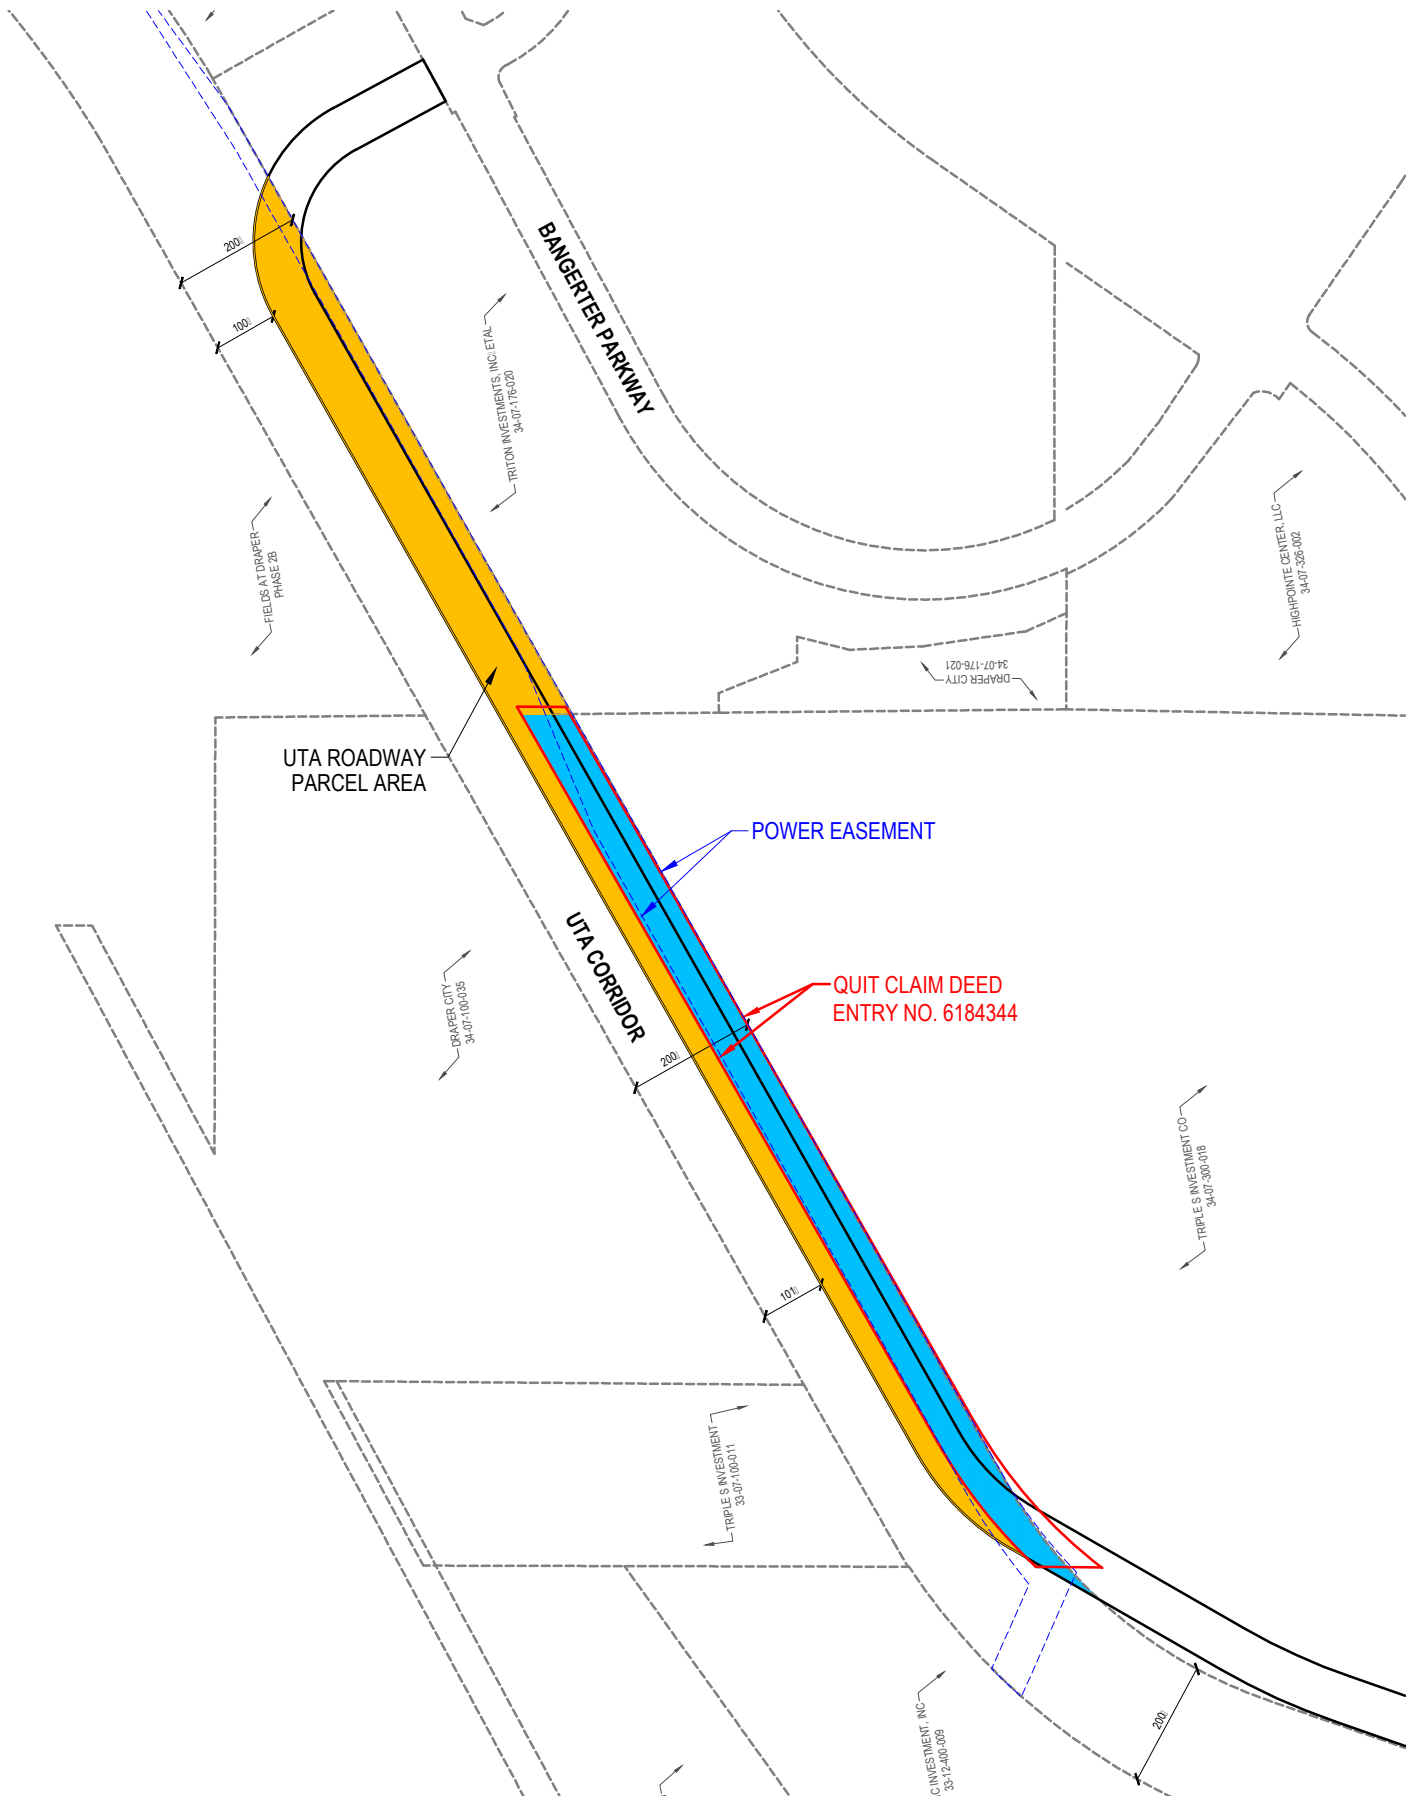 BANGERTER PARKWAY
200'
100'
TRITON INVESTMENTS, INC; ETAL
34-07-176-020
FIELDS AT DRAPER
PHASE 2B
HIGHPOINTE CENTER, LLC
34-07-326-002
DRAPER CITY
34-07-176-021
UTA ROADWAY
PARCEL AREA
POWER EASEMENT
UTA CORRIDOR
DRAPER CITY
34-07-100-035
QUIT CLAIM DEED
ENTRY NO. 6184344
200'
TRIPLE S INVESTMENT CO
34-07-300-018
101'
TRIPLE S INVESTMENT
33-07-100-011
C INVESTMENT, INC
33-12-400-009
200'